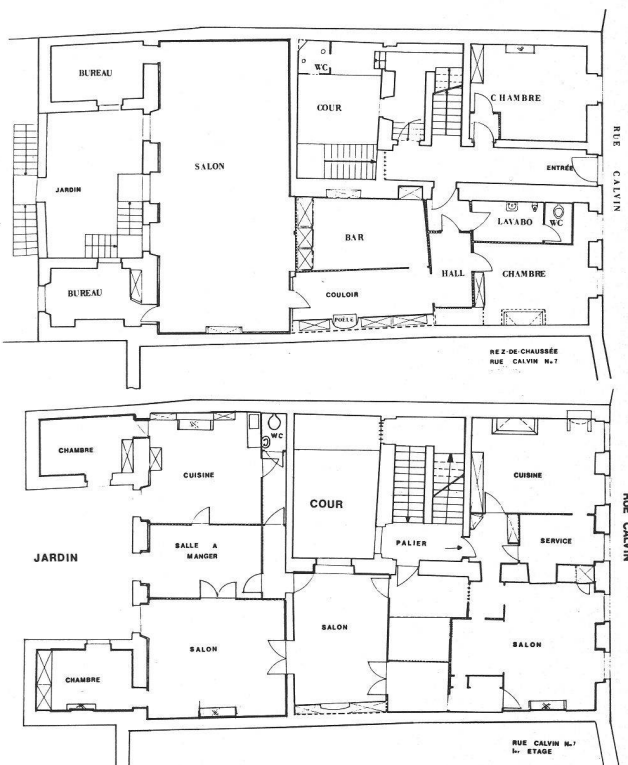 BUREAU
WC
COUR
CHAMBRE
RUE CALVIN
SALON
ENTRÉE
JARDIN
LAVABO
WC
BAR
HALL
CHAMBRE
BUREAU
COULOIR
POELE
REZ-DE-CHAUSSÉE
RUE CALVIN No 7
CHAMBRE
WC
CUISINE
CUISINE
COUR
RUE CALVIN
SALLE A
MANGER
PALIER
SERVICE
JARDIN
SALON
SALON
SALON
CHAMBRE
RUE CALVIN No 7
1er ETAGE